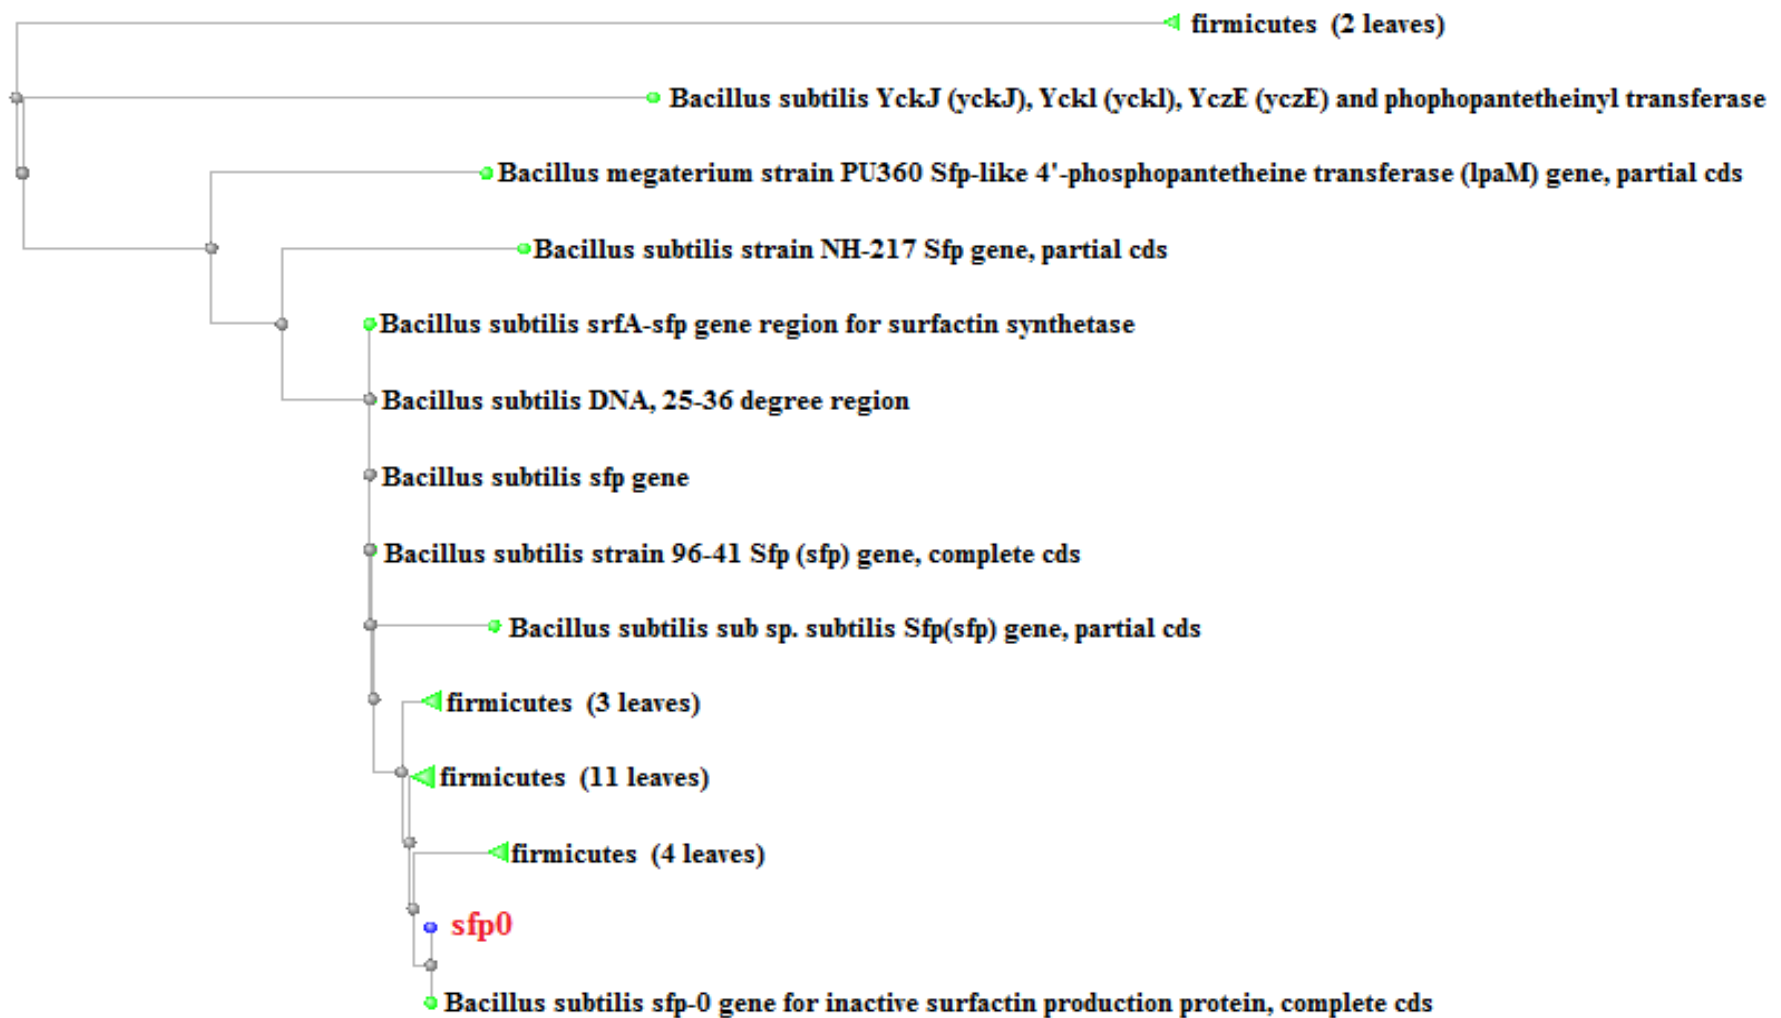 firmicutes (2 leaves)
Bacillus subtilis YckJ (yckJ), YckI (yckI), YczE (yczE) and phophopantetheinyl transferase
Bacillus megaterium strain PU360 Sfp-like 4'-phosphopantetheine transferase (lpaM) gene, partial cds
Bacillus subtilis strain NH-217 Sfp gene, partial cds
Bacillus subtilis srfA-sfp gene region for surfactin synthetase
Bacillus subtilis DNA, 25-36 degree region
Bacillus subtilis sfp gene
Bacillus subtilis strain 96-41 Sfp (sfp) gene, complete cds
Bacillus subtilis sub sp. subtilis Sfp(sfp) gene, partial cds
firmicutes (3 leaves)
firmicutes (11 leaves)
firmicutes (4 leaves)
sfp0
Bacillus subtilis sfp-0 gene for inactive surfactin production protein, complete cds